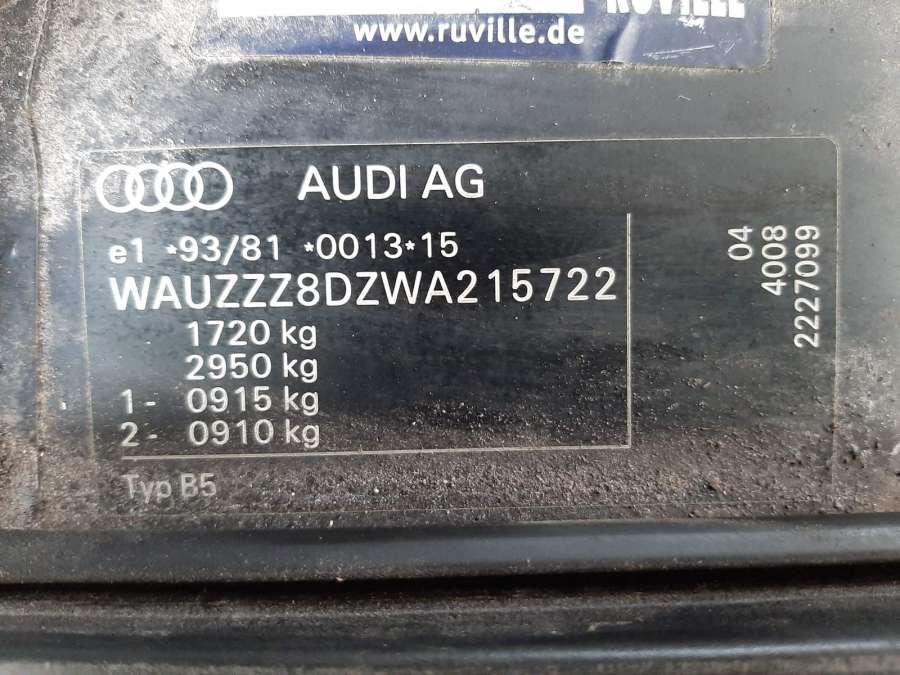 RUVILLE
www.ruville.de
AUDI AG
e1 *93/81 *0013*15
WAUZZZ8DZWA215722
1720 kg
2950 kg
1- 0915 kg
2- 0910 kg
Typ B5
04
4008
2227099